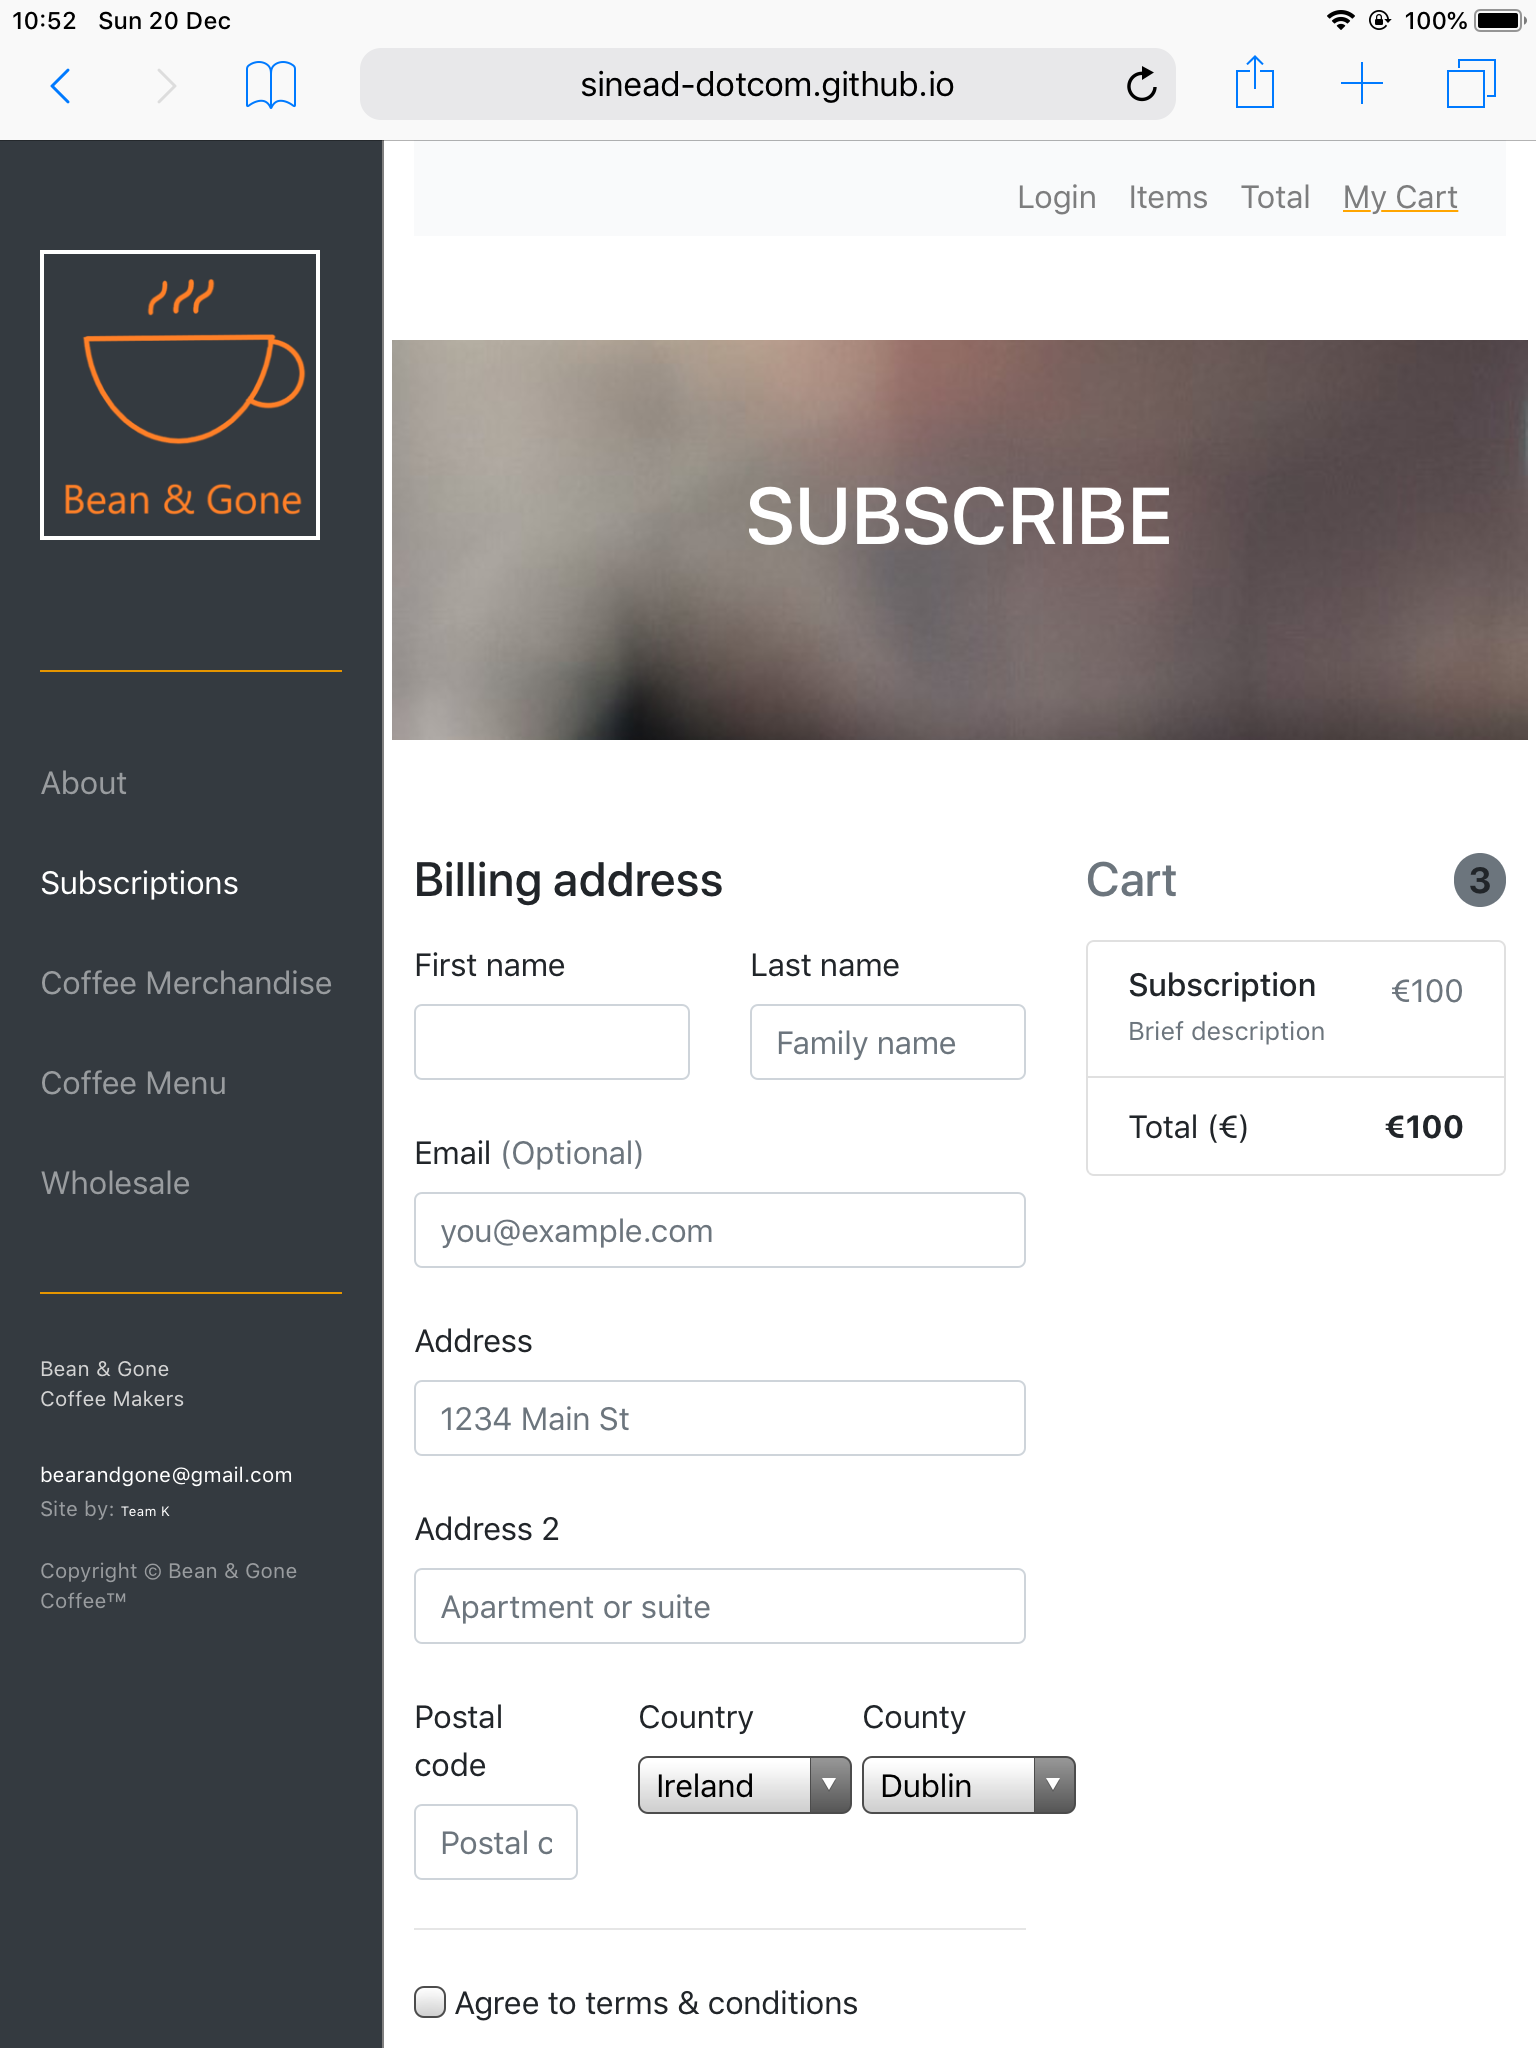 10:52 Sun 20 Dec
100%
sinead-dotcom.github.io
Login Items Total My Cart
Bean & Gone
SUBSCRIBE
About
Subscriptions
Coffee Merchandise
Coffee Menu
Wholesale
Bean & Gone
Coffee Makers
bearandgone@gmail.com
Site by: Team K
Copyright © Bean & Gone
Coffee™
Billing address
First name Last name
Family name
Email (Optional)
you@example.com
Address
1234 Main St
Address 2
Apartment or suite
Postal
code
Country County
Ireland Dublin
Postal c
Agree to terms & conditions
Cart 3
Subscription €100
Brief description
Total (€) €100